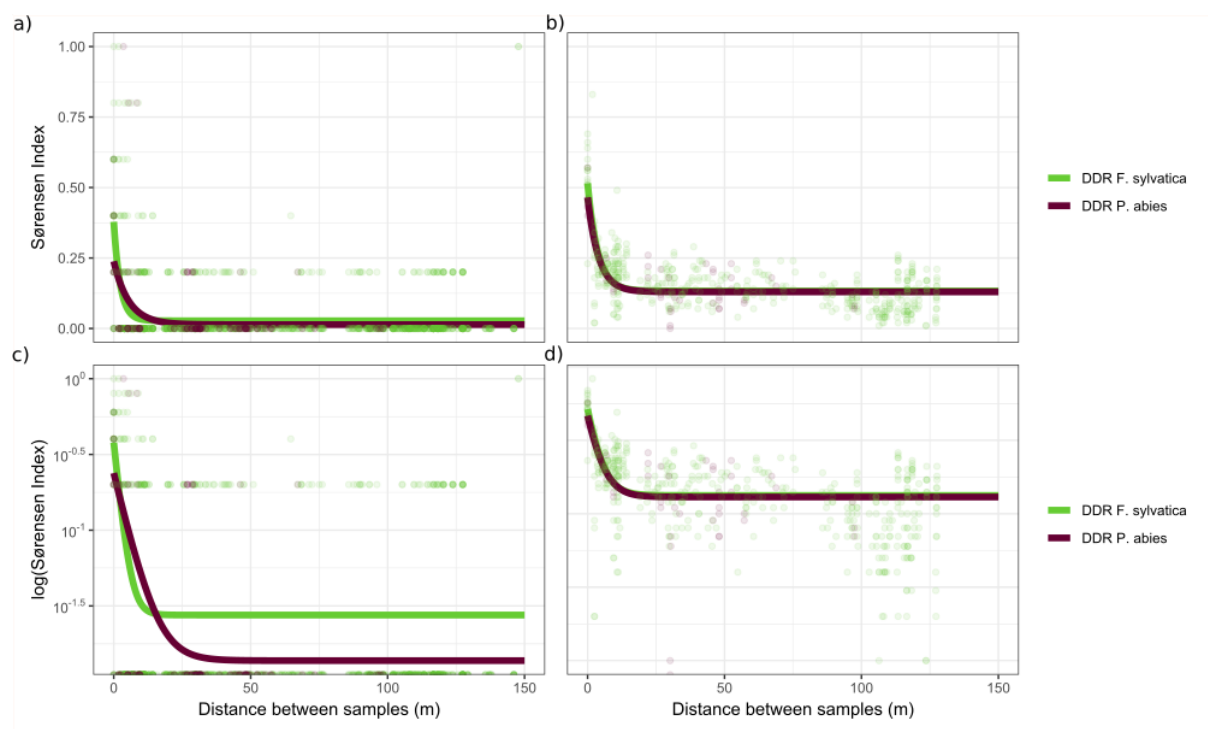 a)
b)
1.00
0.75
0.50
0.25
0.00
Sørensen Index
DDR F. sylvatica
DDR P. abies
c)
d)
10^0
10^-0.5
10^-1
10^-1.5
log(Sørensen Index)
DDR F. sylvatica
DDR P. abies
0 50 100 150
0 50 100 150
Distance between samples (m)
Distance between samples (m)